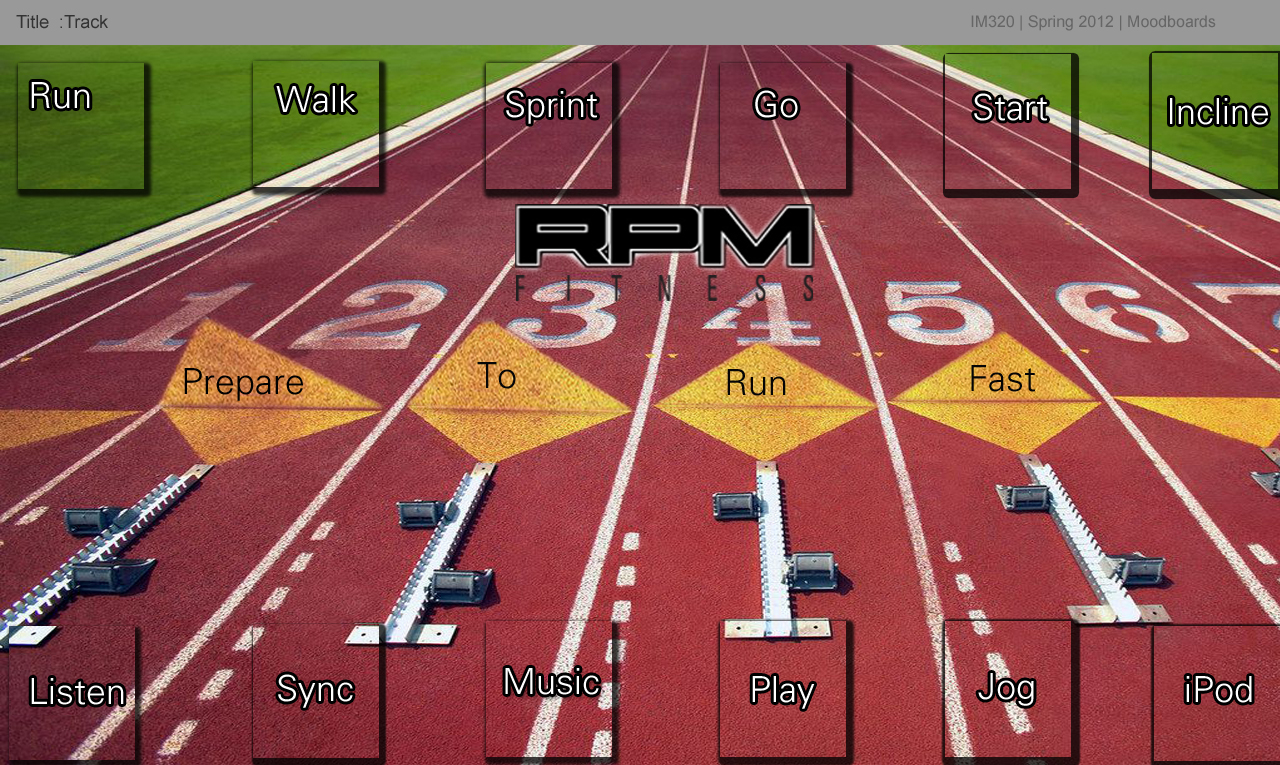 Title :Track
IM320 | Spring 2012 | Moodboards
Run
Walk
Sprint
Go
Start
Incline
RPM
FITNESS
1 2 3 4 5 6 7
Prepare
To
Run
Fast
Listen
Sync
Music
Play
Jog
iPod